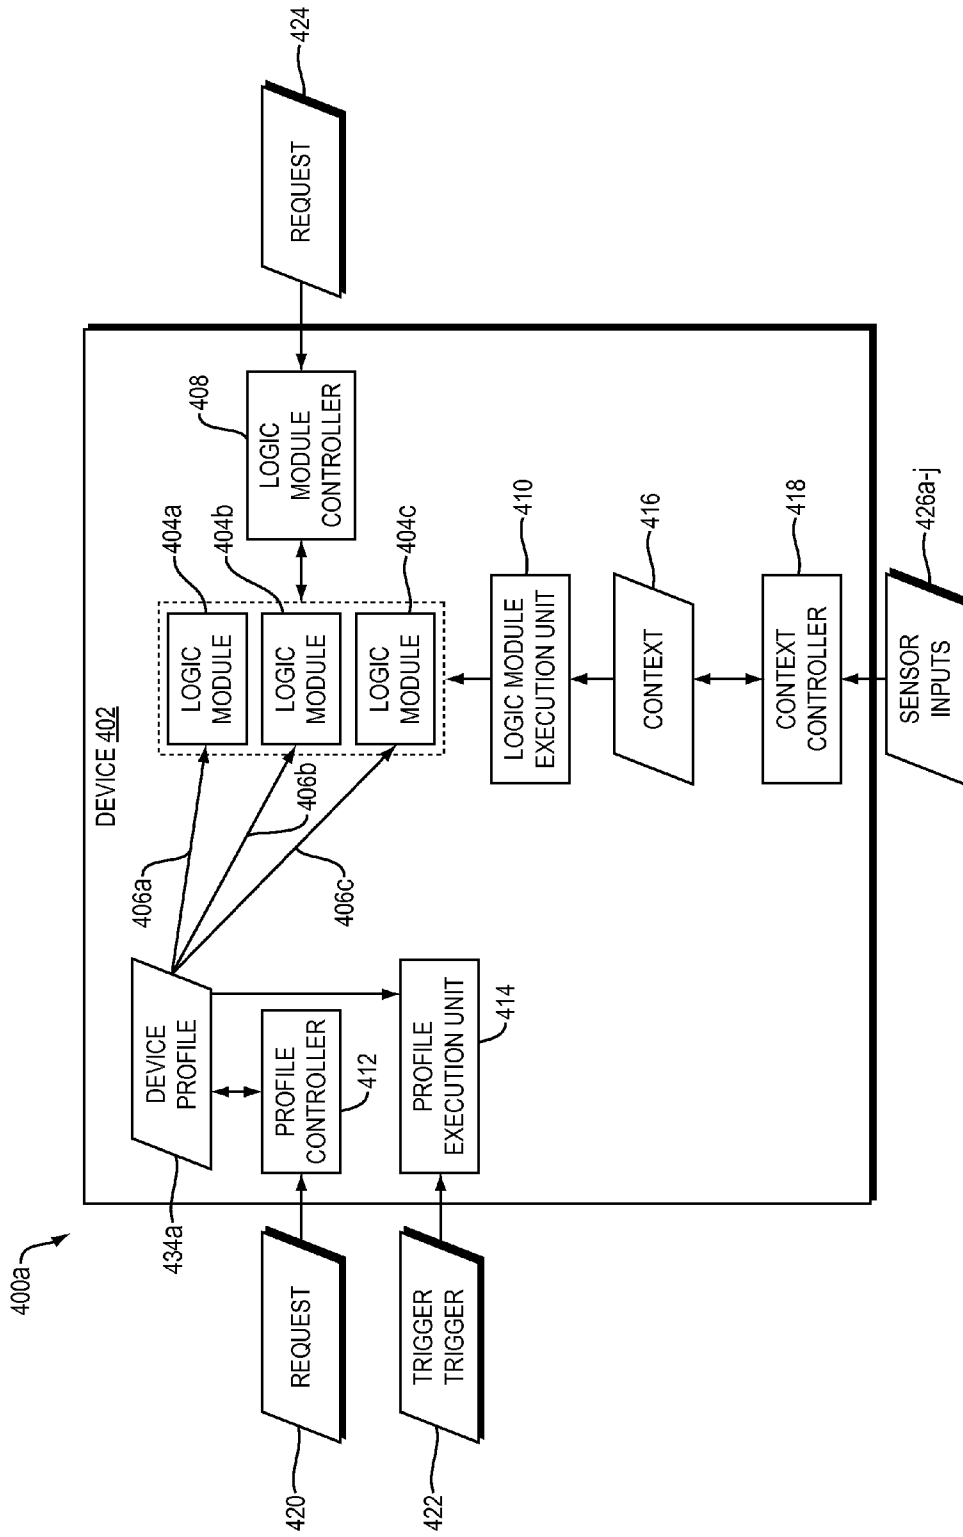 400a
DEVICE 402
434a
DEVICE
PROFILE
406a
406b
406c
LOGIC
MODULE
404a
LOGIC
MODULE
404b
LOGIC
MODULE
404c
408
LOGIC
MODULE
CONTROLLER
REQUEST
424
420
REQUEST
PROFILE
CONTROLLER
412
422
TRIGGER
TRIGGER
PROFILE
EXECUTION UNIT
414
LOGIC MODULE
EXECUTION UNIT
410
CONTEXT
416
CONTEXT
CONTROLLER
418
SENSOR
INPUTS
426a-j